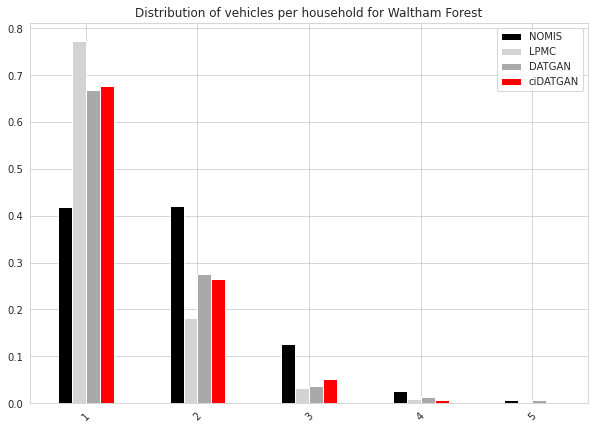 Distribution of vehicles per household for Waltham Forest
NOMIS
LPMC
DATGAN
ciDATGAN
0.8
0.7
0.6
0.5
0.4
0.3
0.2
0.1
0.0
1
2
3
4
5